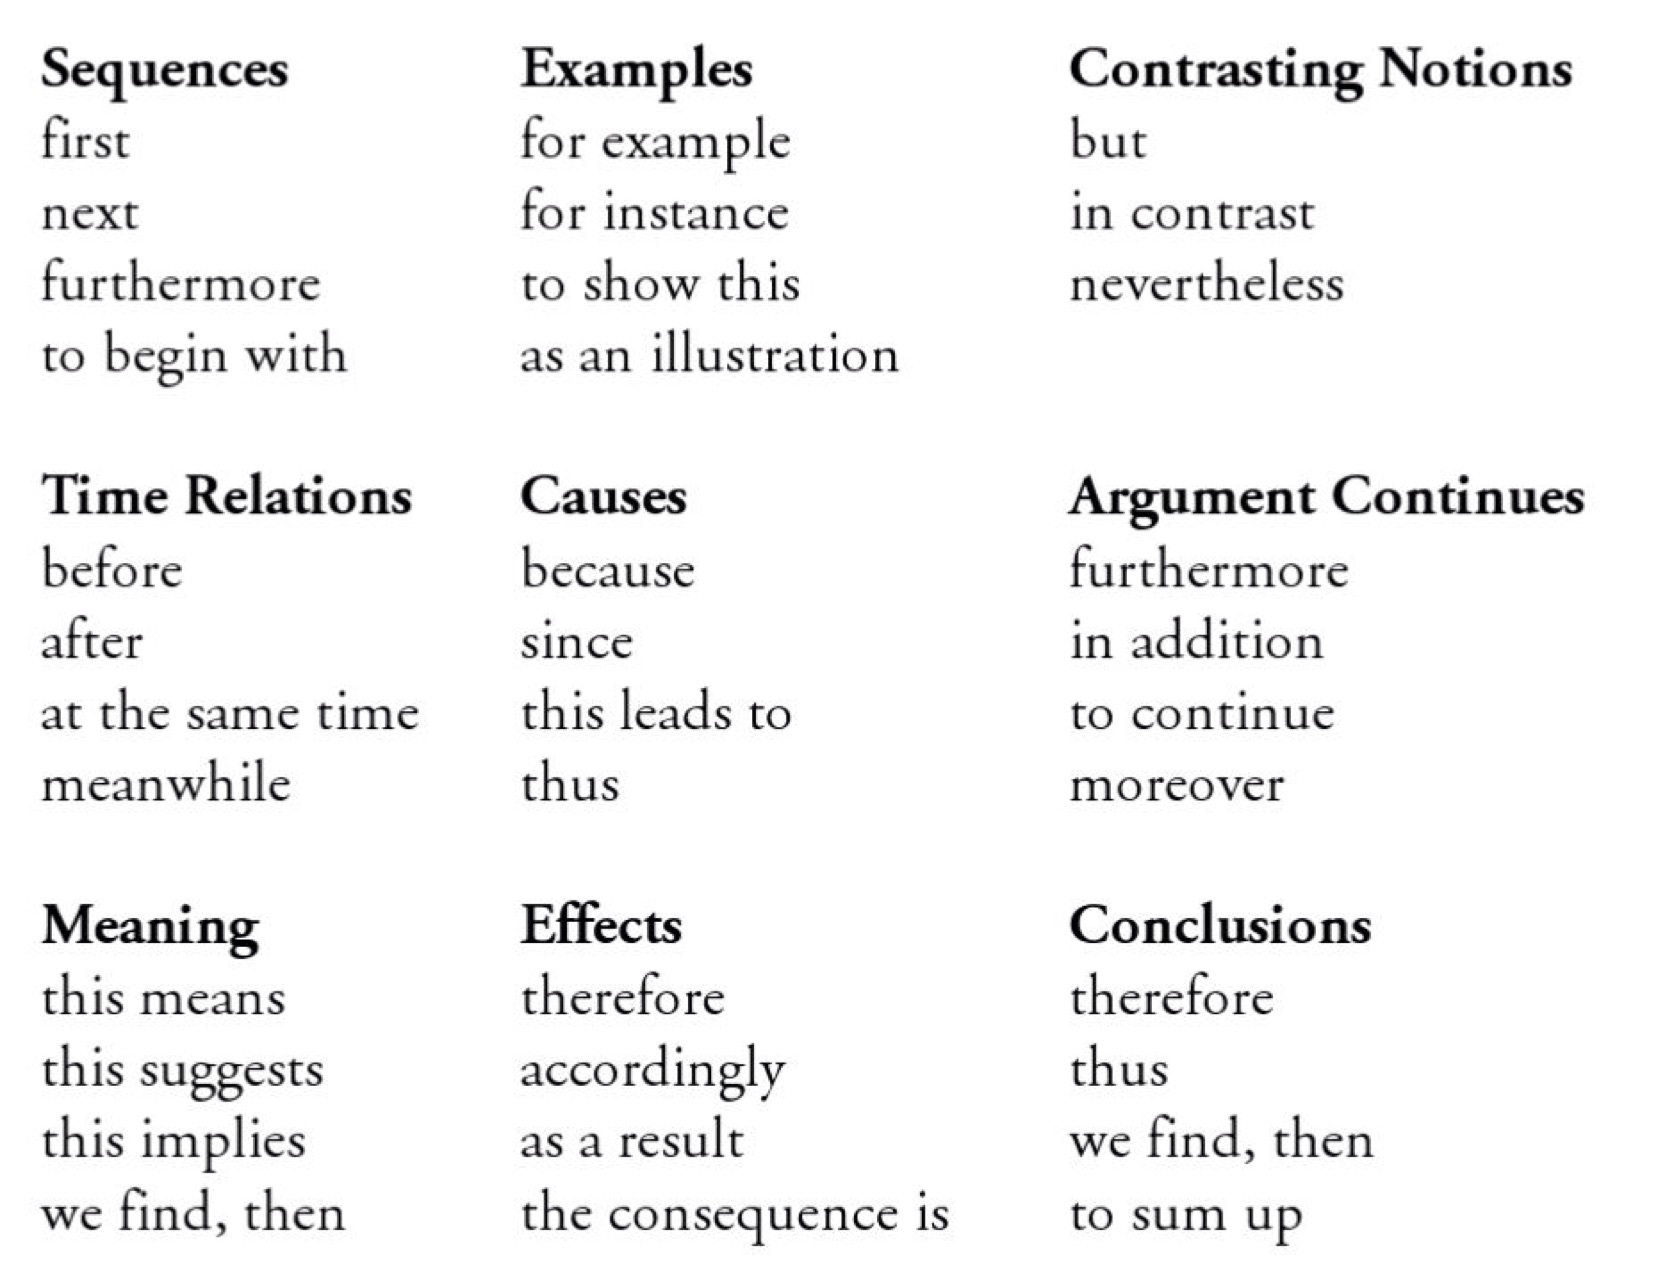 Sequences
first
next
furthermore
to begin with
Examples
for example
for instance
to show this
as an illustration
Contrasting Notions
but
in contrast
nevertheless
Time Relations
before
after
at the same time
meanwhile
Causes
because
since
this leads to
thus
Argument Continues
furthermore
in addition
to continue
moreover
Meaning
this means
this suggests
this implies
we find, then
Effects
therefore
accordingly
as a result
the consequence is
Conclusions
therefore
thus
we find, then
to sum up